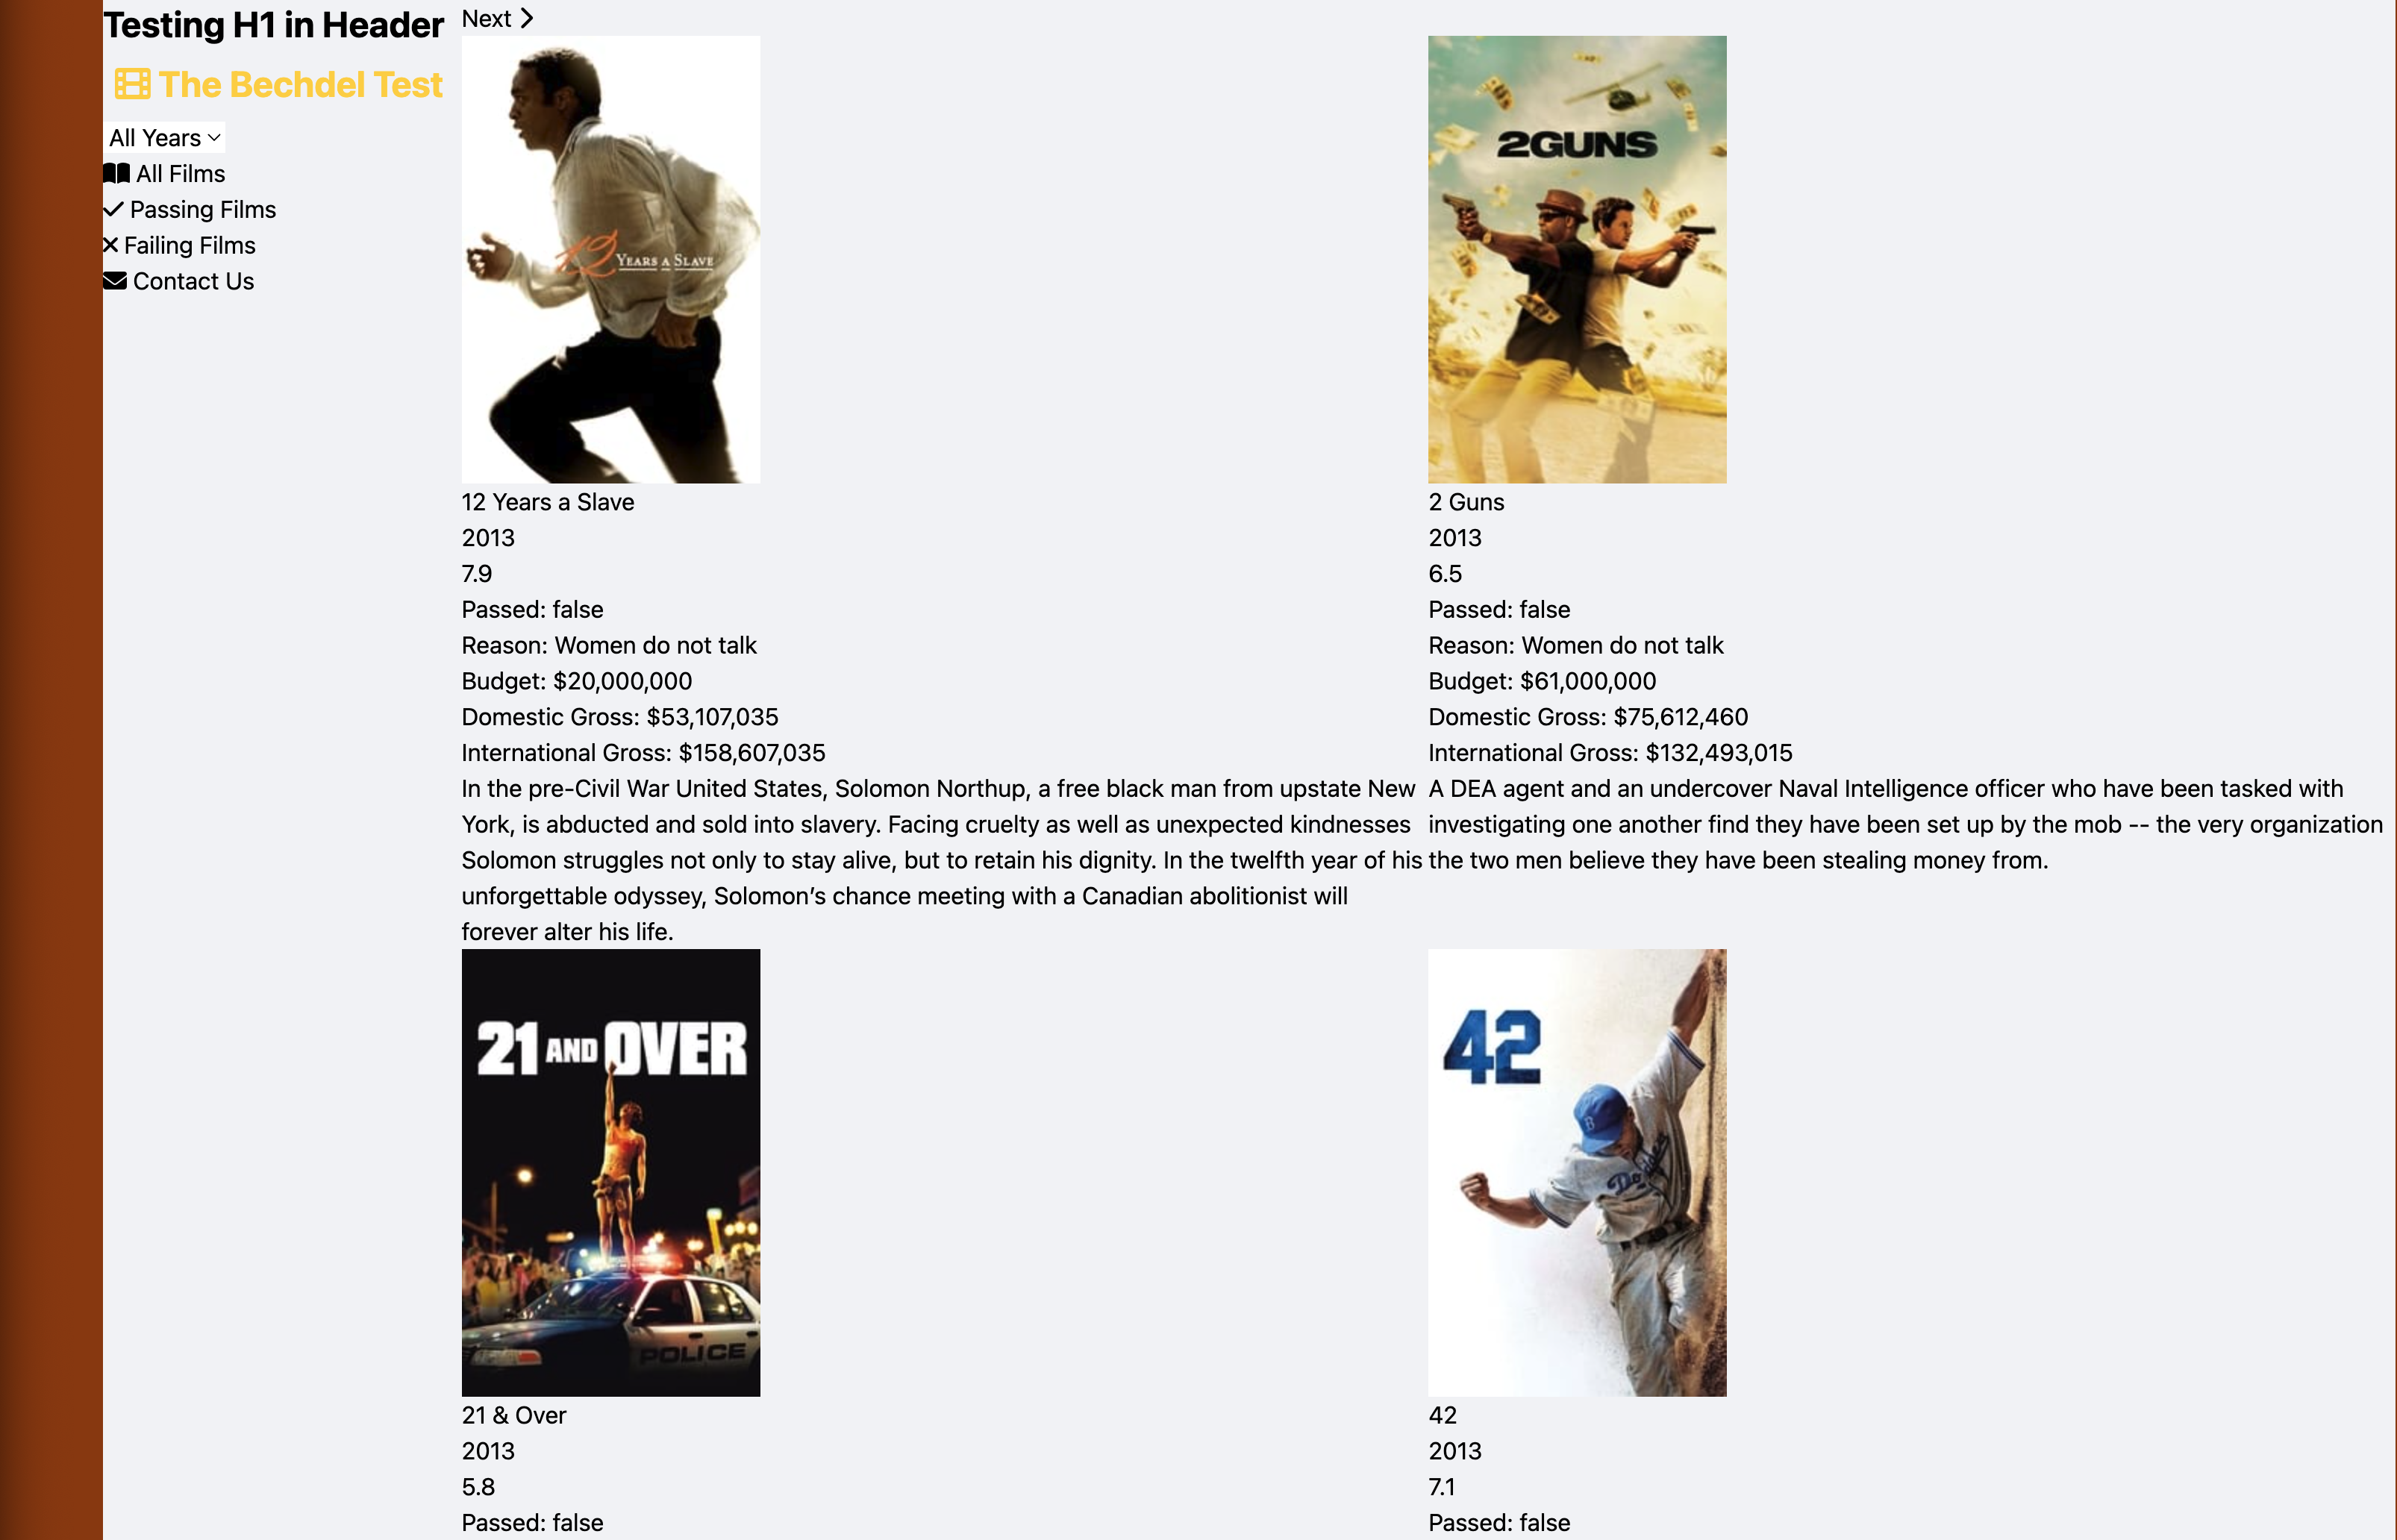 Testing H1 in Header
The Bechdel Test
All Years
All Films
Passing Films
Failing Films
Contact Us
Next
12 YEARS A SLAVE
12 Years a Slave
2013
7.9
Passed: false
Reason: Women do not talk
Budget: $20,000,000
Domestic Gross: $53,107,035
International Gross: $158,607,035
In the pre-Civil War United States, Solomon Northup, a free black man from upstate New
York, is abducted and sold into slavery. Facing cruelty as well as unexpected kindnesses
Solomon struggles not only to stay alive, but to retain his dignity. In the twelfth year of his
unforgettable odyssey, Solomon’s chance meeting with a Canadian abolitionist will
forever alter his life.
2GUNS
2 Guns
2013
6.5
Passed: false
Reason: Women do not talk
Budget: $61,000,000
Domestic Gross: $75,612,460
International Gross: $132,493,015
A DEA agent and an undercover Naval Intelligence officer who have been tasked with
investigating one another find they have been set up by the mob -- the very organization
the two men believe they have been stealing money from.
21 AND OVER
POLICE
21 & Over
2013
5.8
Passed: false
42
B
42
2013
7.1
Passed: false